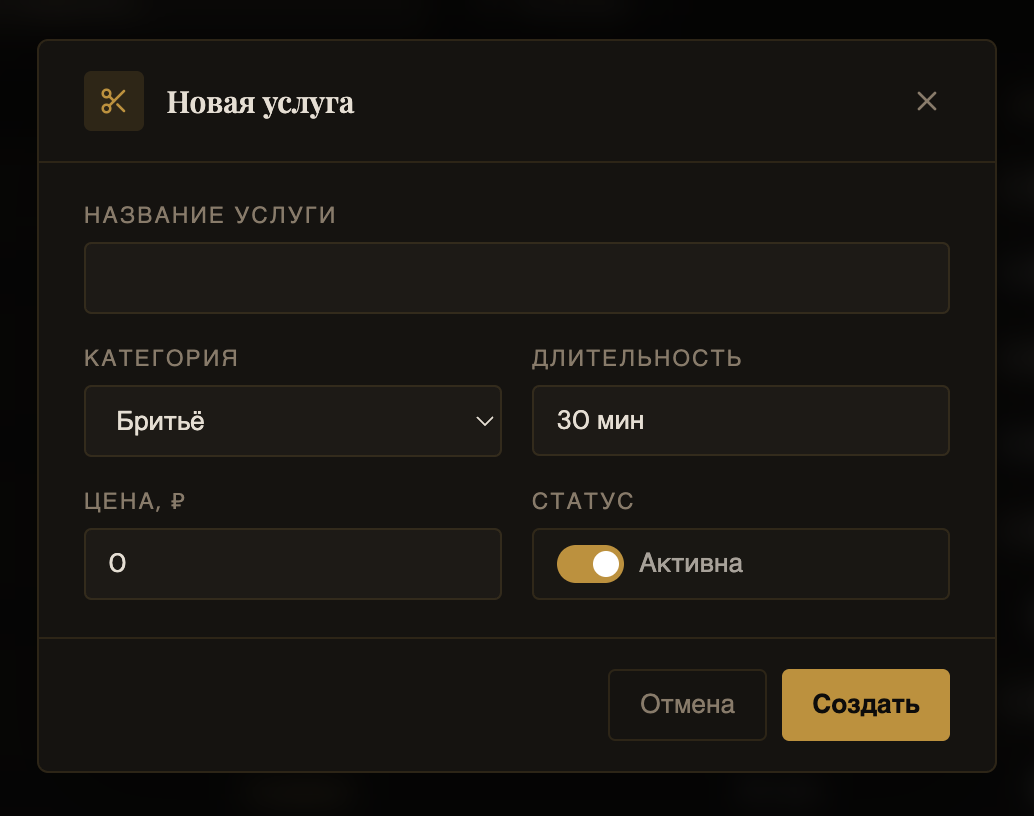 Новая услуга
НАЗВАНИЕ УСЛУГИ
КАТЕГОРИЯ
ДЛИТЕЛЬНОСТЬ
Бритьё
30 мин
ЦЕНА, ₽
СТАТУС
0
Активна
Отмена
Создать